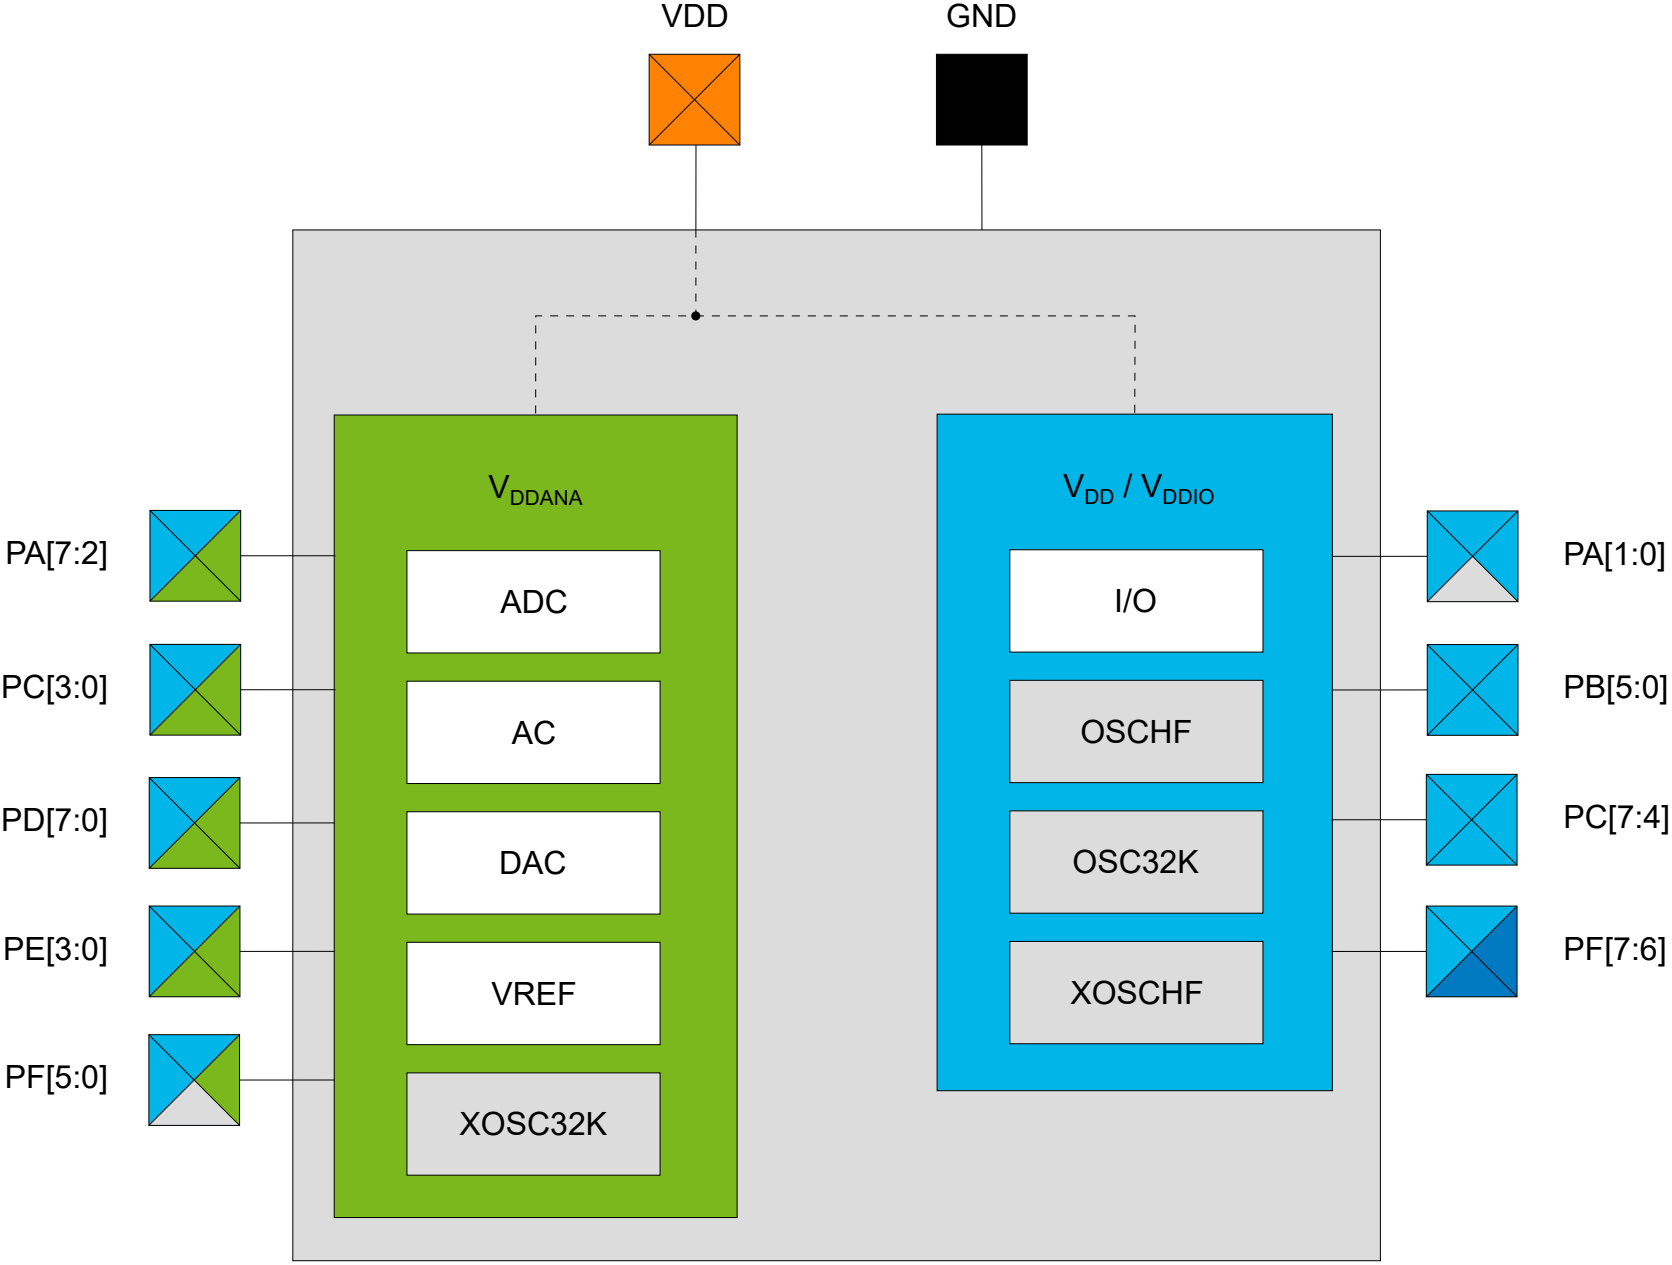 VDD
GND
VDDANA
VDD / VDDIO
PA[7:2]
PC[3:0]
PD[7:0]
PE[3:0]
PF[5:0]
ADC
AC
DAC
VREF
XOSC32K
I/O
OSCHF
OSC32K
XOSCHF
PA[1:0]
PB[5:0]
PC[7:4]
PF[7:6]